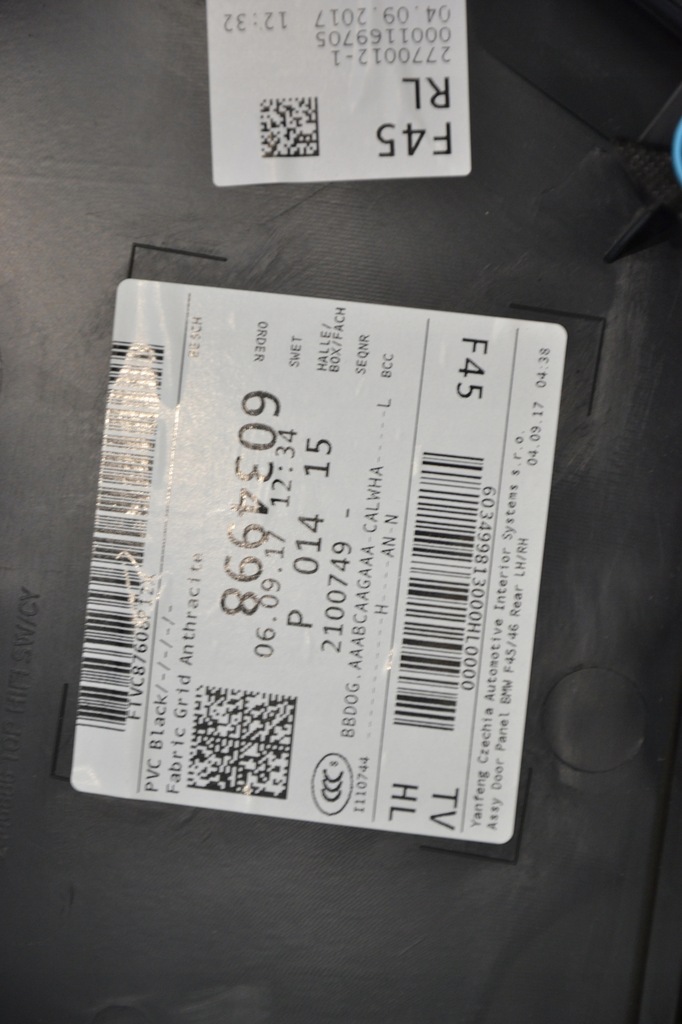 F45
RL
2770012-1
0001169705
04.09.2017 12:32
PVC Black/-/-/-/-
Fabric Grid Anthracite
ORDER
6034998
SWET
06.09.17 12:34
HALLE/
BOX/FACH
P 014 15
SEQNR
2100749 -
BCC
BBDOG.AAABCAAGAAA-CALWHA
L
H
AN-N
CCC
S
I110744
F45
603499813000HL0000
HL
TV
Yanfeng Czechia Automotive Interior Systems s.r.o.
Assy Door Panel BMW F45/46 Rear LH/RH
04.09.17 04:38